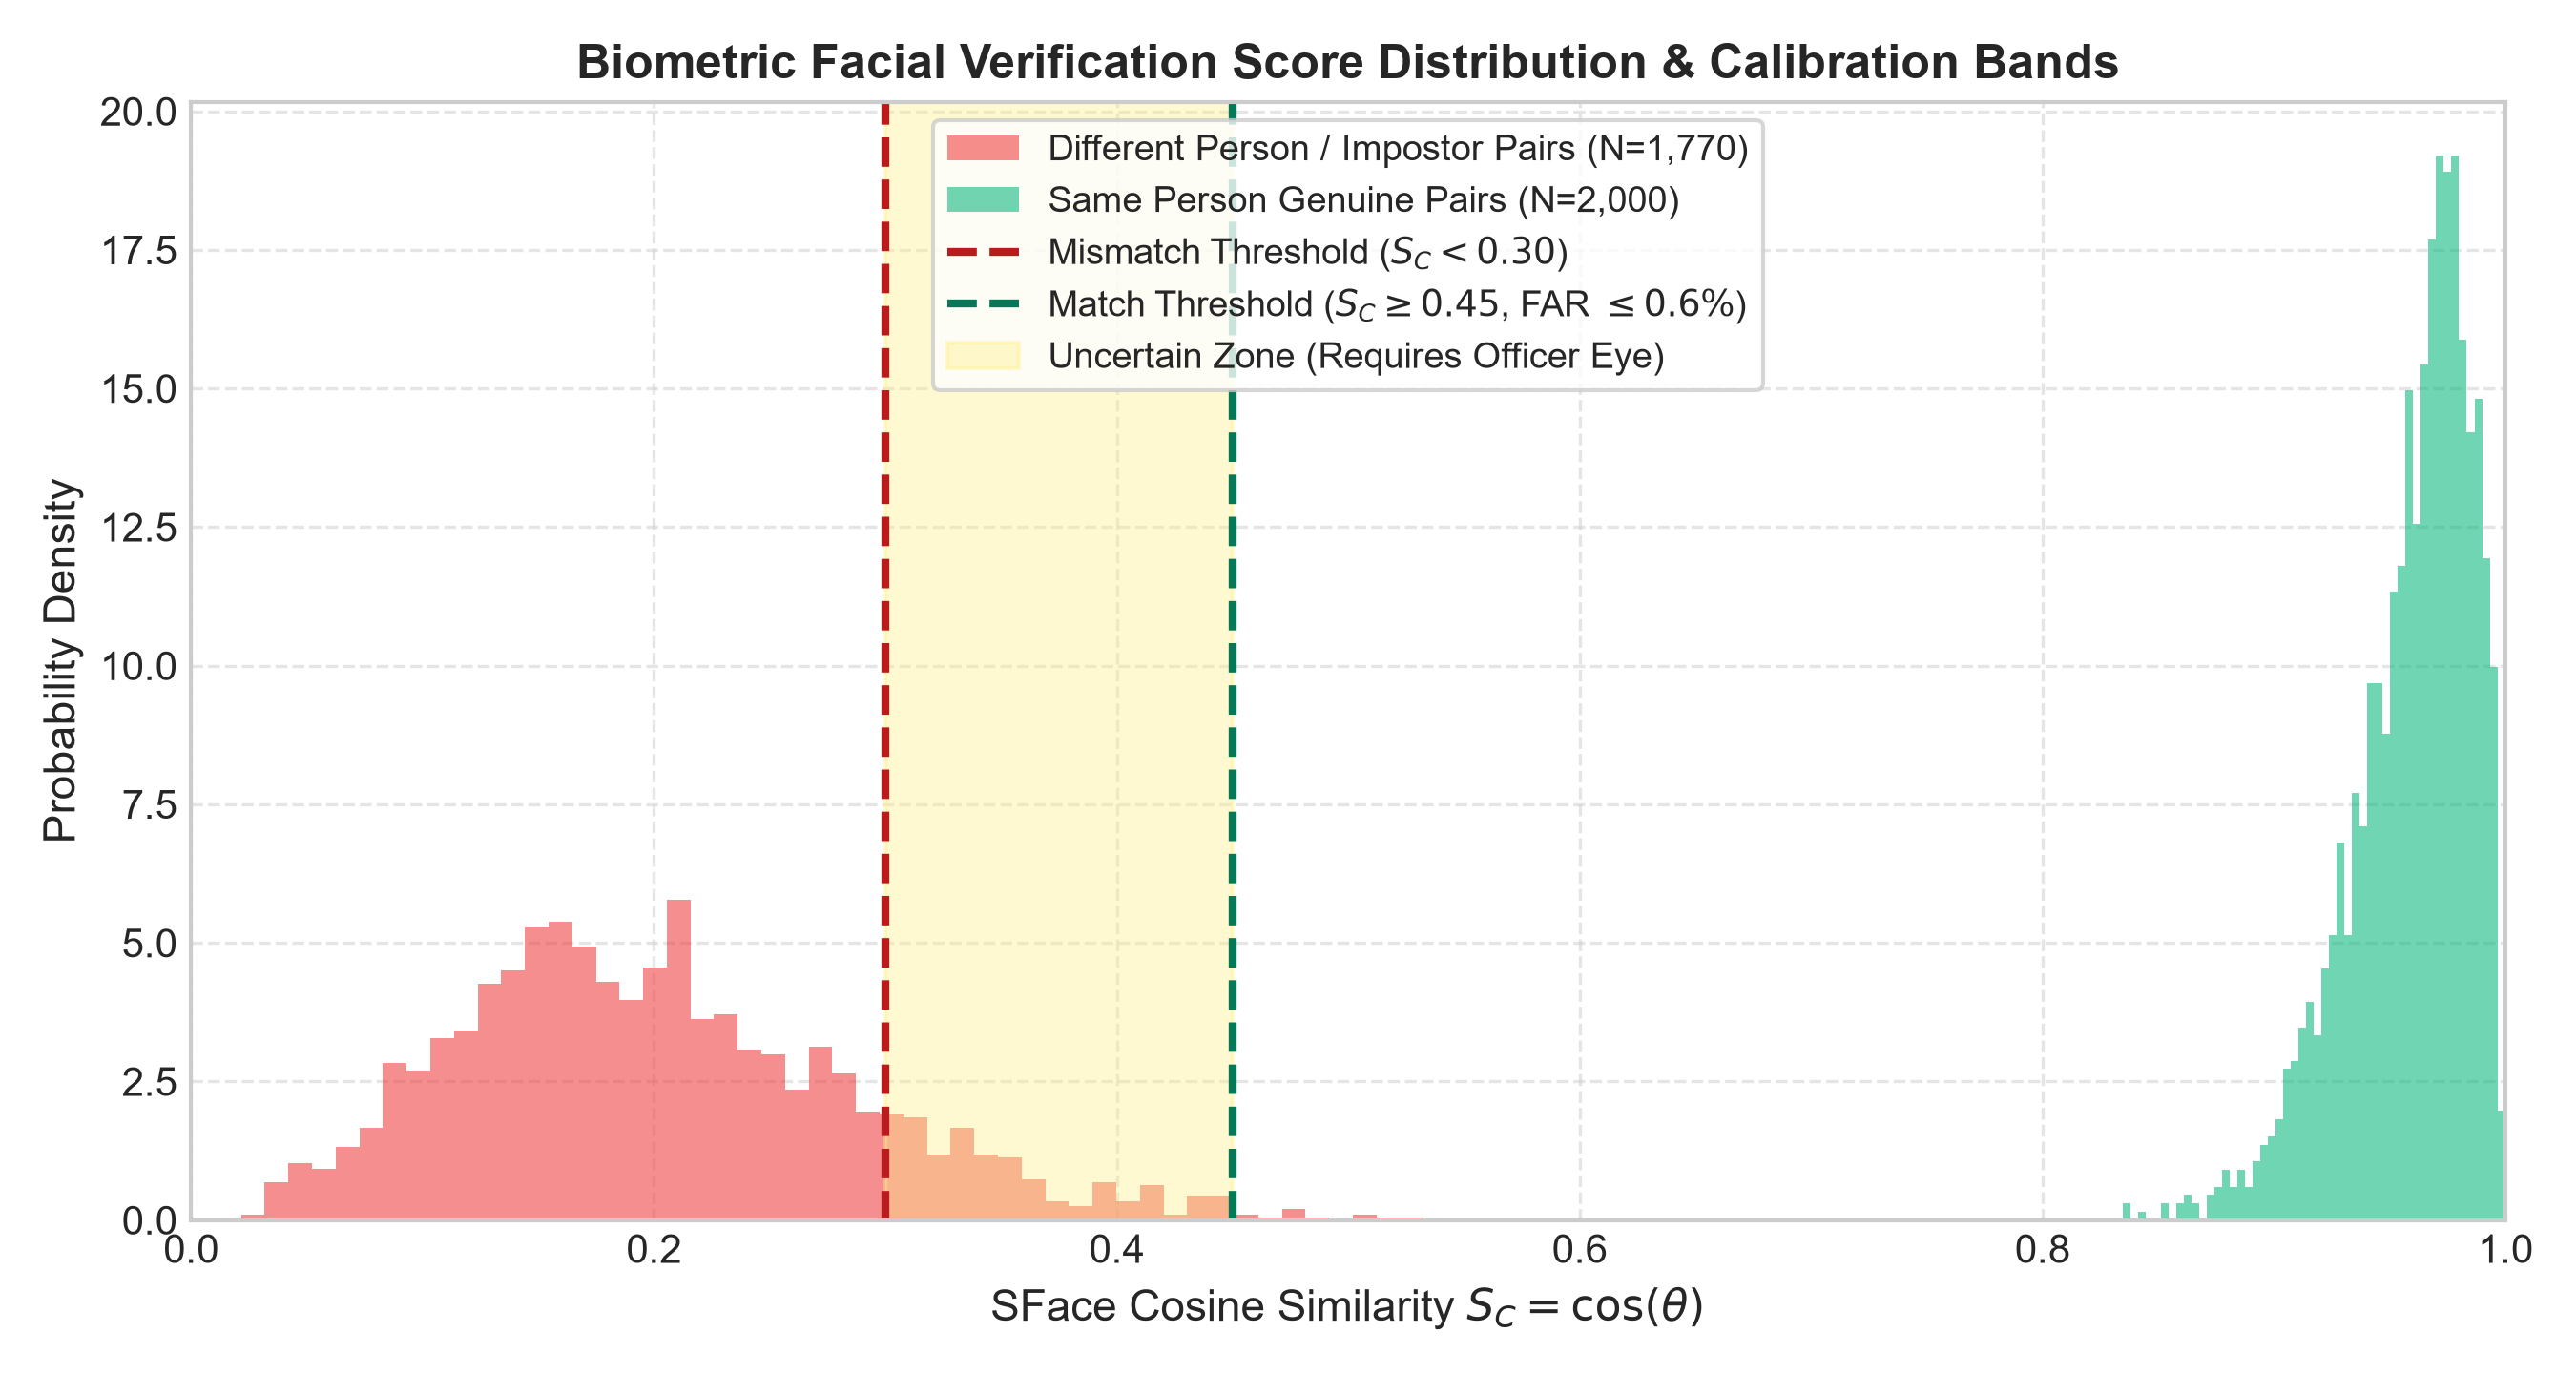 Biometric Facial Verification Score Distribution & Calibration Bands
Probability Density
20.0
17.5
15.0
12.5
10.0
7.5
5.0
2.5
0.0
Different Person / Impostor Pairs (N=1,770)
Same Person Genuine Pairs (N=2,000)
Mismatch Threshold (S_C < 0.30)
Match Threshold (S_C ≥ 0.45, FAR ≤ 0.6%)
Uncertain Zone (Requires Officer Eye)
0.0 0.2 0.4 0.6 0.8 1.0
SFace Cosine Similarity S_C = cos(θ)